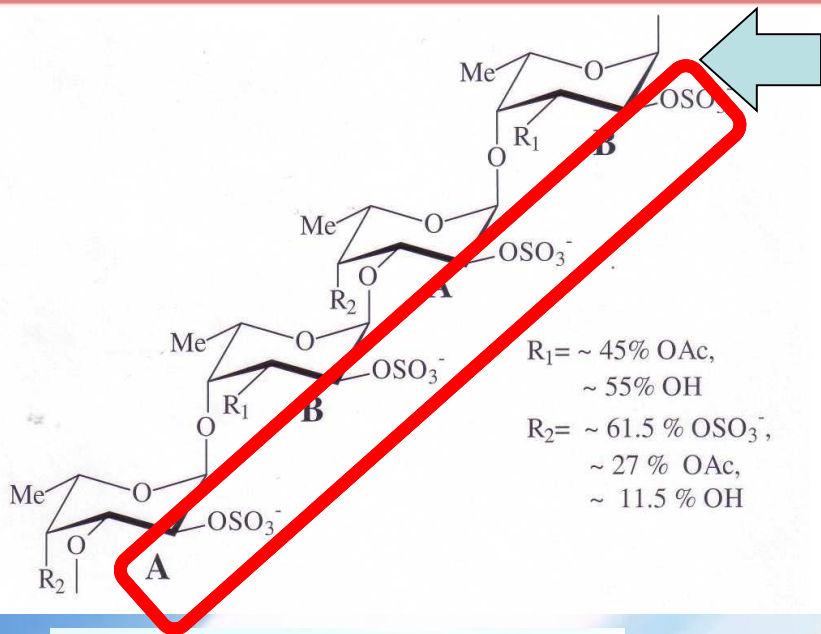 Me
O
OSO₃⁻
R₁
B
O
Me
O
OSO₃⁻
O
A
R₂
Me
O
OSO₃⁻
R₁
B
O
Me
O
OSO₃⁻
O
A
R₂
R₁= ~ 45% OAc,
~ 55% OH
R₂= ~ 61.5 % OSO₃⁻,
~ 27 % OAc,
~ 11.5 % OH